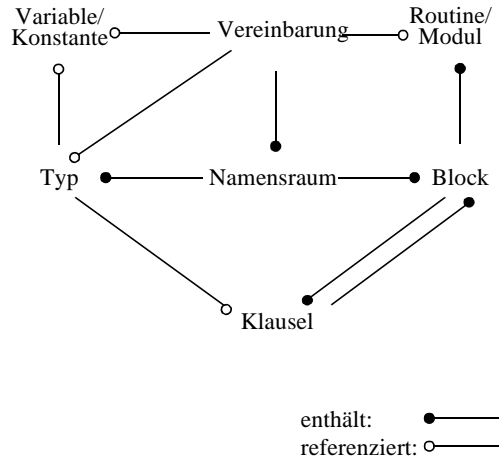 Variable/
Konstante
Vereinbarung
Routine/
Modul
Typ
Namensraum
Block
Klausel
enthält:
referenziert: